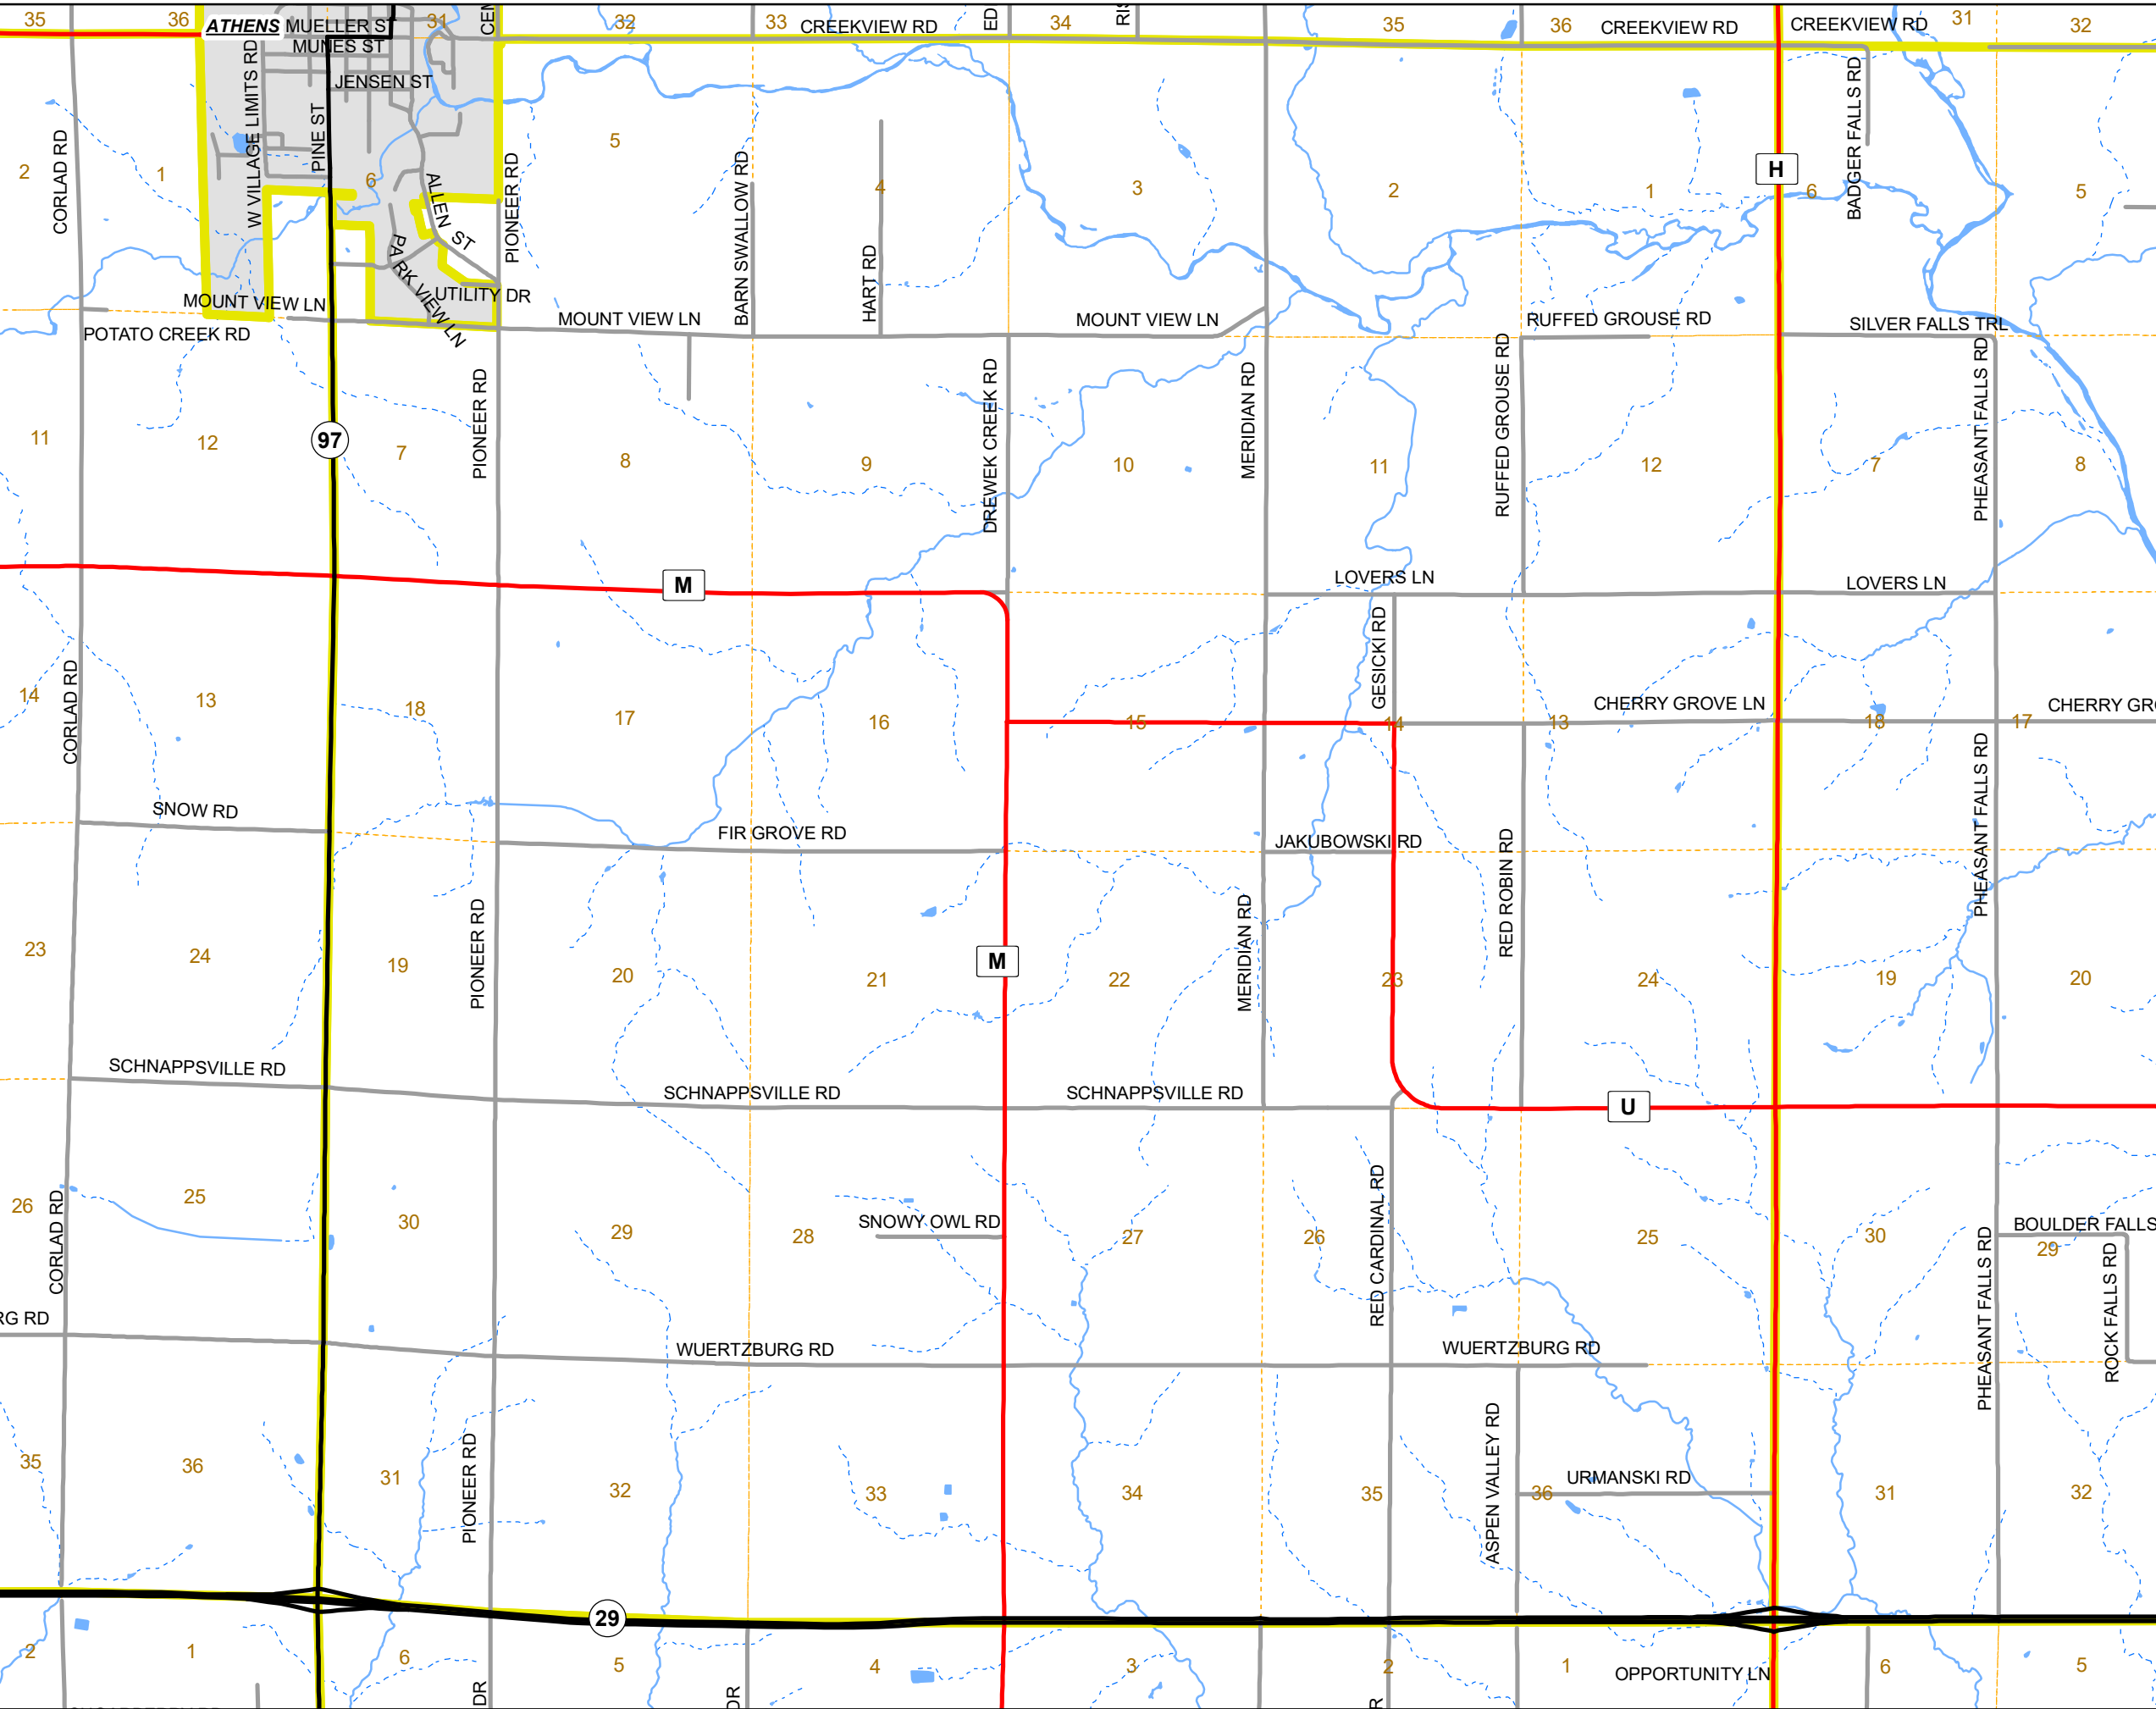 35
36
ATHENS
MUELLER ST
31
CEN
32
33
CREEKVIEW RD
ED
34
RIS
35
36
CREEKVIEW RD
CREEKVIEW RD
31
32
MUNES ST
JENSEN ST
W VILLAGE LIMITS RD
PINE ST
CORLAD RD
2
1
6
ALLEN ST
PIONEER RD
5
BARN SWALLOW RD
4
HART RD
3
2
1
H
6
BADGER FALLS RD
5
PARK VIEW LN
UTILITY DR
MOUNT VIEW LN
POTATO CREEK RD
MOUNT VIEW LN
MOUNT VIEW LN
RUFFED GROUSE RD
SILVER FALLS TRL
11
12
97
7
PIONEER RD
8
9
DREWEK CREEK RD
10
MERIDIAN RD
11
RUFFED GROUSE RD
12
7
PHEASANT FALLS RD
8
M
LOVERS LN
LOVERS LN
GESICKI RD
14
CORLAD RD
13
18
17
16
15
14
13
CHERRY GROVE LN
18
17
CHERRY GRO
SNOW RD
FIR GROVE RD
JAKUBOWSKI RD
RED ROBIN RD
PHEASANT FALLS RD
23
24
19
PIONEER RD
20
21
M
22
MERIDIAN RD
23
24
19
20
SCHNAPPSVILLE RD
SCHNAPPSVILLE RD
SCHNAPPSVILLE RD
U
26
CORLAD RD
25
30
29
28
SNOWY OWL RD
27
26
RED CARDINAL RD
25
30
PHEASANT FALLS RD
BOULDER FALLS
29
ROCK FALLS RD
RG RD
WUERTZBURG RD
WUERTZBURG RD
35
36
31
PIONEER RD
32
33
34
35
ASPEN VALLEY RD
36
URMANSKI RD
31
32
29
2
1
6
DR
5
DR
4
3
2
R
1
OPPORTUNITY LN
6
5